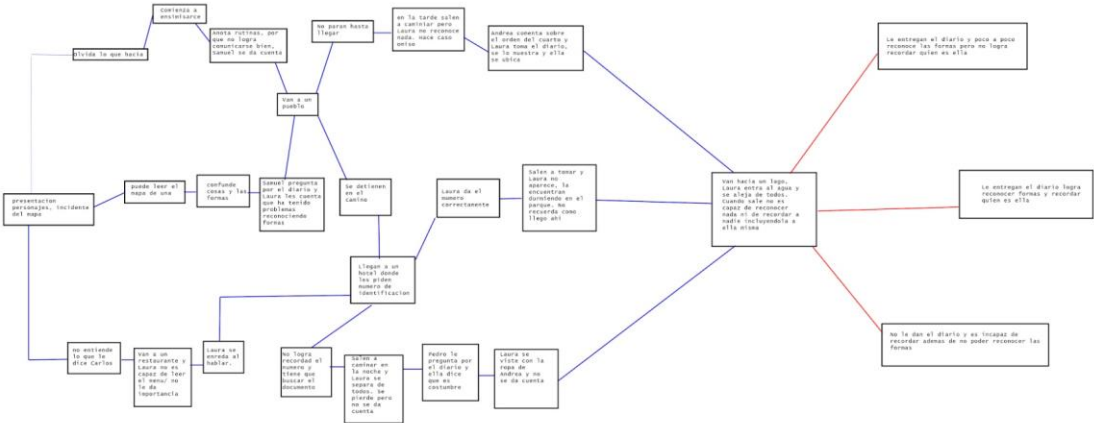 Comienza a
ensimisarce
Olvida lo que hacia
Anota rutinas, por
que no logra
comunicarse bien,
Samuel se da cuenta
No paran hasta
llegar
en la tarde salen
a caminiar pero
Laura no reconoce
nada. hace caso
omiso
Andrea comenta sobre
el orden del cuarto y
Laura toma el diario,
se lo muestra y ella
se ubica
Van a un
pueblo
presentacion
personajes, incidente
del mapa
puede leer el
mapa de una
confunde
cosas y las
formas
Samuel pregunta
por el diario y
Laura les cuenta
que ha tenido
problemas
reconociendo
formas
Se detienen
en el
camino
Laura da el
numero
correctamente
Salen a tomar y
Laura no
aparece, la
encuentran
durmiendo en el
parque. No
recuerda como
llego ahi
Llegan a un
hotel donde
los piden
numero de
identificacion
no entiende
lo que le
dice Carlos
Van a un
restaurante y
Laura no es
capaz de leer
el menu/ no
le da
importancia
Laura se
enreda al
hablar.
No logra
recordad el
numero y
tiene que
buscar el
documento
Salen a
caminar en
la noche y
Laura se
separa de
todos. Se
pierde pero
no se da
cuenta
Pedro le
pregunta por
el diario y
ella dice
que es
costumbre
Laura se
viste con la
ropa de
Andrea y no
se da cuenta
Van hacia un lago,
Laura entra al agua y
se aleja de todos.
Cuando sale no es
capaz de reconocer
nada ni de recordar a
nadie incluyendola a
ella misma
Le entregan el diario y poco a poco
reconoce las formas pero no logra
recordar quien es ella
Le entregan el diario logra
reconocer formas y recordar
quien es ella
No le dan el diario y es incapaz de
recordar ademas de no poder reconocer las
formas